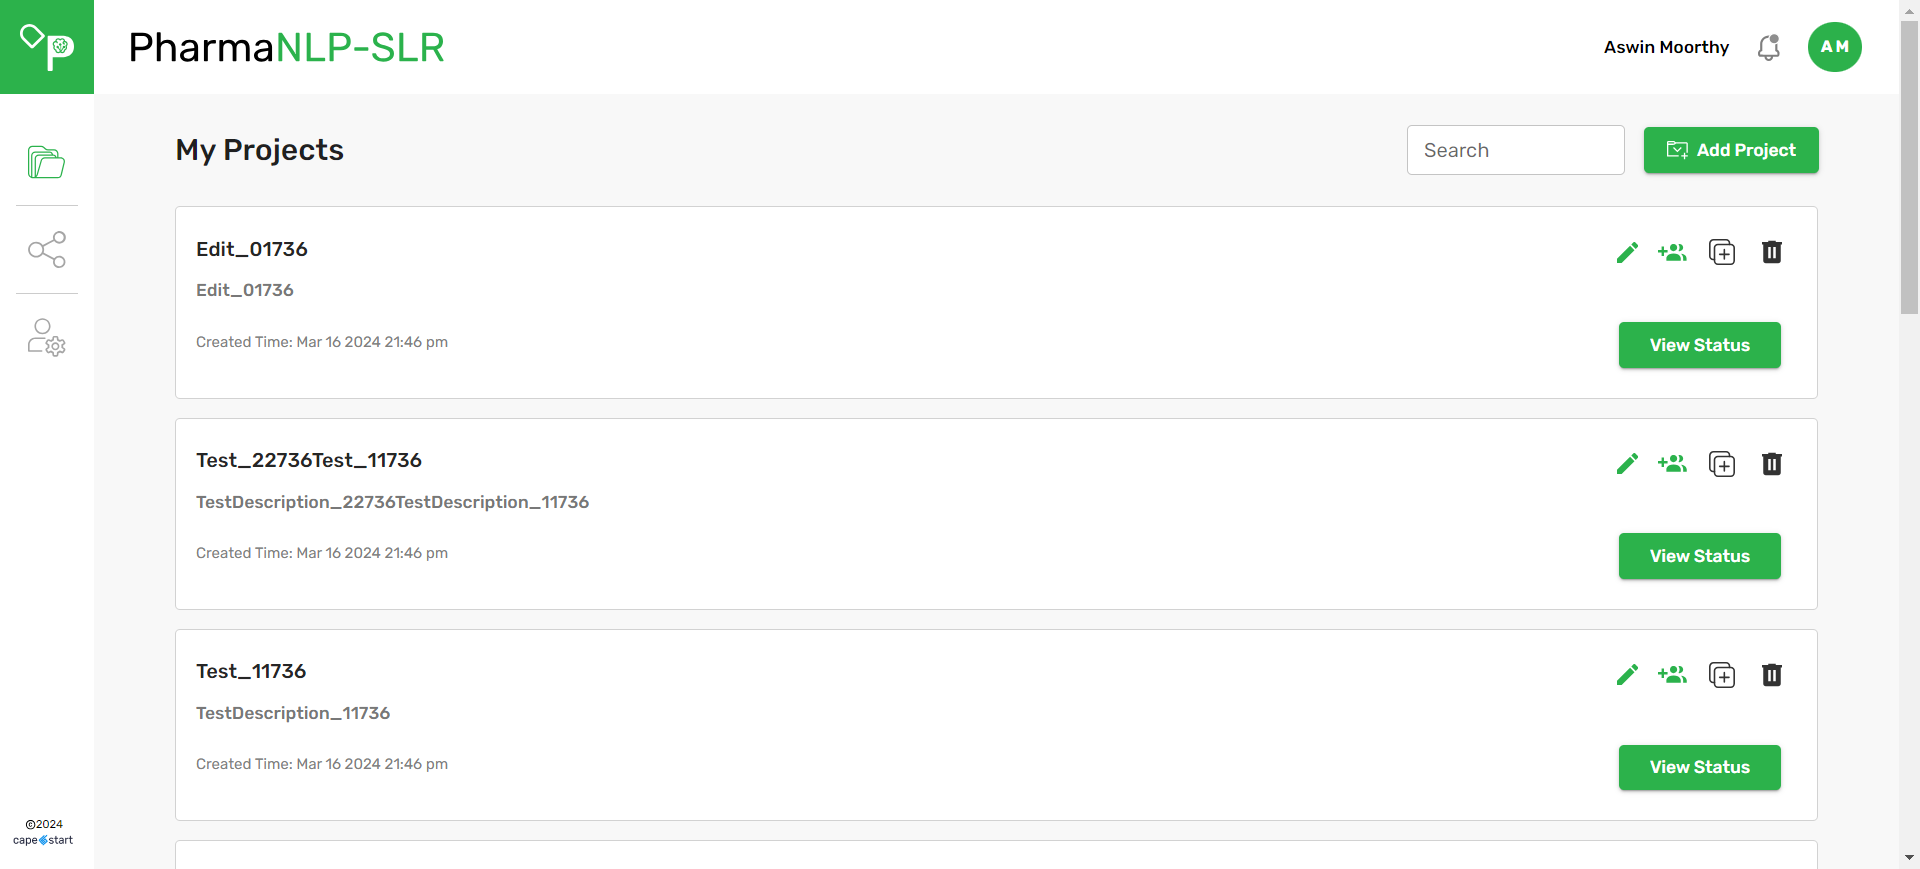 PharmaNLP-SLR
Aswin Moorthy
AM
My Projects
Search
Add Project
Edit_01736
Edit_01736
Created Time: Mar 16 2024 21:46 pm
View Status
Test_22736Test_11736
TestDescription_22736TestDescription_11736
Created Time: Mar 16 2024 21:46 pm
View Status
Test_11736
TestDescription_11736
Created Time: Mar 16 2024 21:46 pm
View Status
©2024
capestart